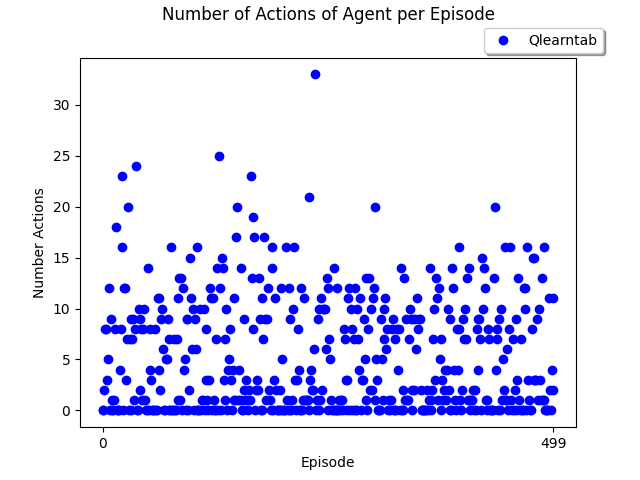 Number of Actions of Agent per Episode
Qlearntab
30
25
20
15
10
5
0
Number Actions
0
499
Episode